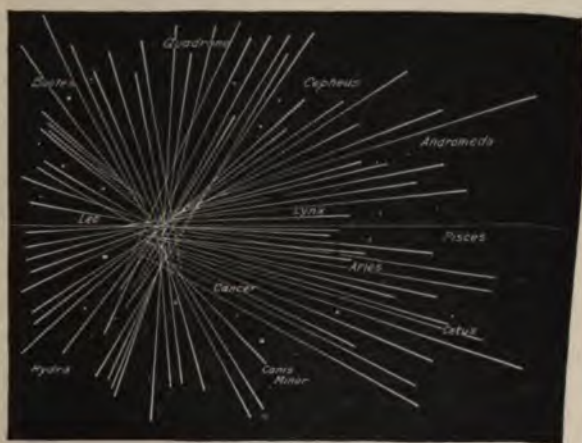 Quadrans
Bootes
Cepheus
Andromeda
Leo
Lynx
Pisces
Aries
Cancer
Cetus
Hydra
Canis
Minor